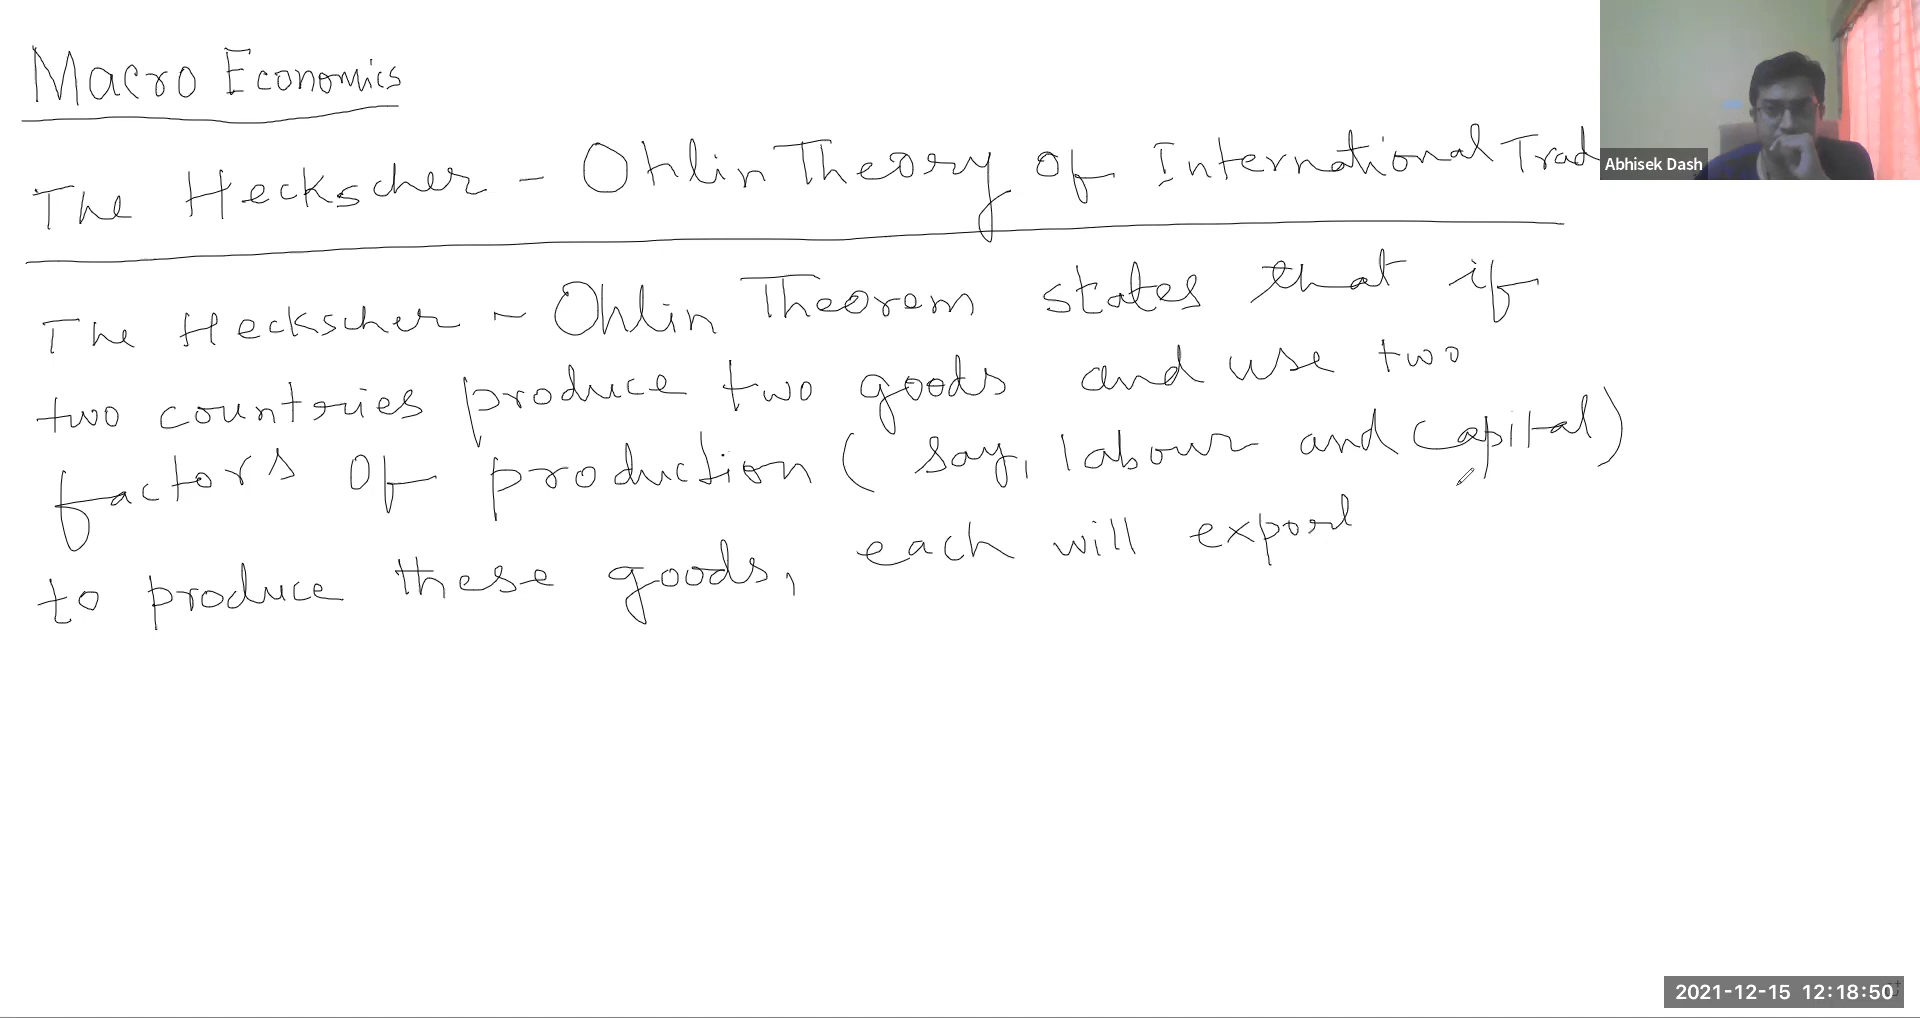 Macro Economics
The Heckscher - Ohlin Theory of International Trad
Abhisek Dash
The Heckscher - Ohlin Theorem states that if
two countries produce two goods and use two
factors of production ( say, labour and capital)
to produce these goods, each will export
2021-12-15 12:18:50